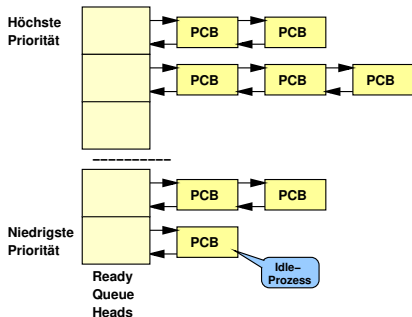 Höchste
Priorität
PCB PCB
PCB PCB PCB
PCB PCB
Niedrigste
Priorität
PCB
Idle–
Prozess
Ready
Queue
Heads